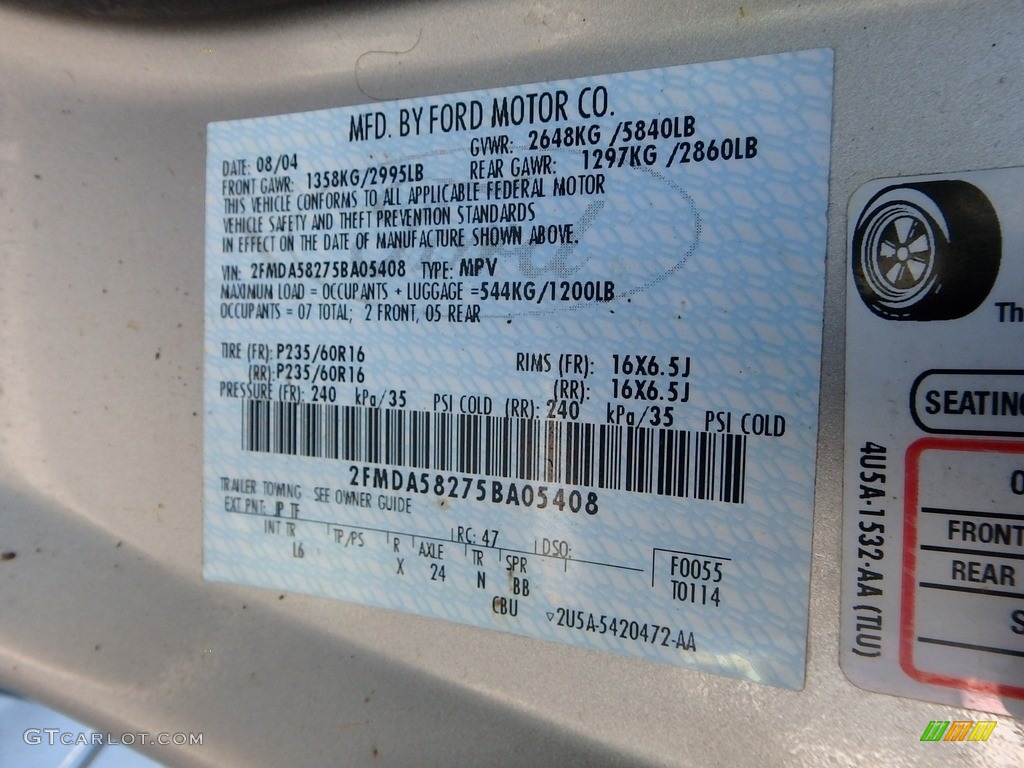 MFD. BY FORD MOTOR CO.
DATE: 08/04 GVWR: 2648KG /5840LB
FRONT GAWR: 1358KG/2995LB REAR GAWR: 1297KG /2860LB
THIS VEHICLE CONFORMS TO ALL APPLICABLE FEDERAL MOTOR
VEHICLE SAFETY AND THEFT PREVENTION STANDARDS
IN EFFECT ON THE DATE OF MANUFACTURE SHOWN ABOVE.
VIN: 2FMDA58275BA05408 TYPE: MPV
MAXIMUM LOAD = OCCUPANTS + LUGGAGE =544KG/1200LB
OCCUPANTS = 07 TOTAL; 2 FRONT, 05 REAR
TIRE (FR): P235/60R16 RIMS (FR): 16X6.5J
(RR): P235/60R16 (RR): 16X6.5J
PRESSURE (FR): 240 kPa/35 PSI COLD (RR): 240 kPa/35 PSI COLD
2FMDA58275BA05408
TRAILER TOWING SEE OWNER GUIDE
EXT PNT: JP TF RC: 47 DSO:
INT TR TP/PS R AXLE TR SPR
L6 X 24 N BB
F0055
T0114
CBU
▽2U5A-5420472-AA
Th
SEATING
FRONT
REAR
S
4U5A-1532-AA (TLU)
GTCARLOT.COM